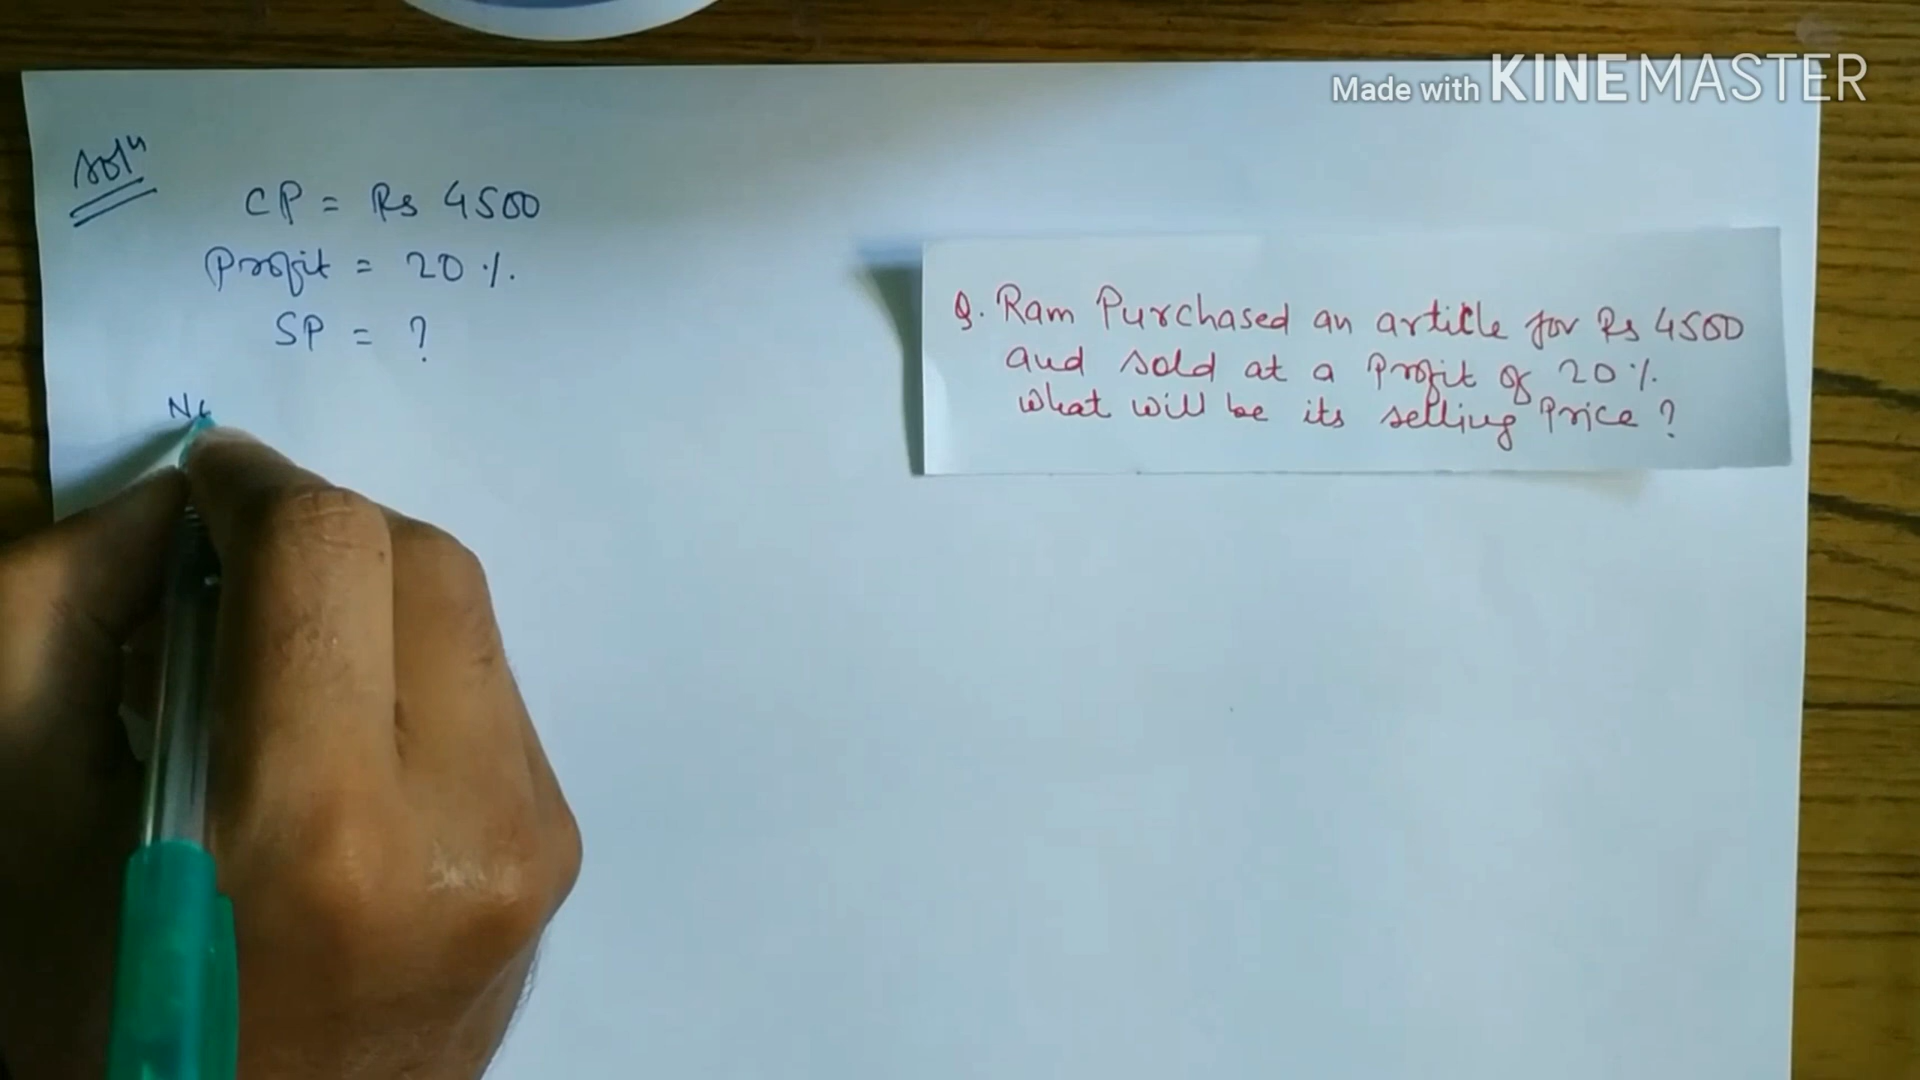 Made with KINEMASTER
Soln
CP = Rs 4500
Profit = 20 %.
SP = ?
Q. Ram Purchased an article for Rs 4500
and sold at a Profit of 20 %.
what will be its selling Price ?